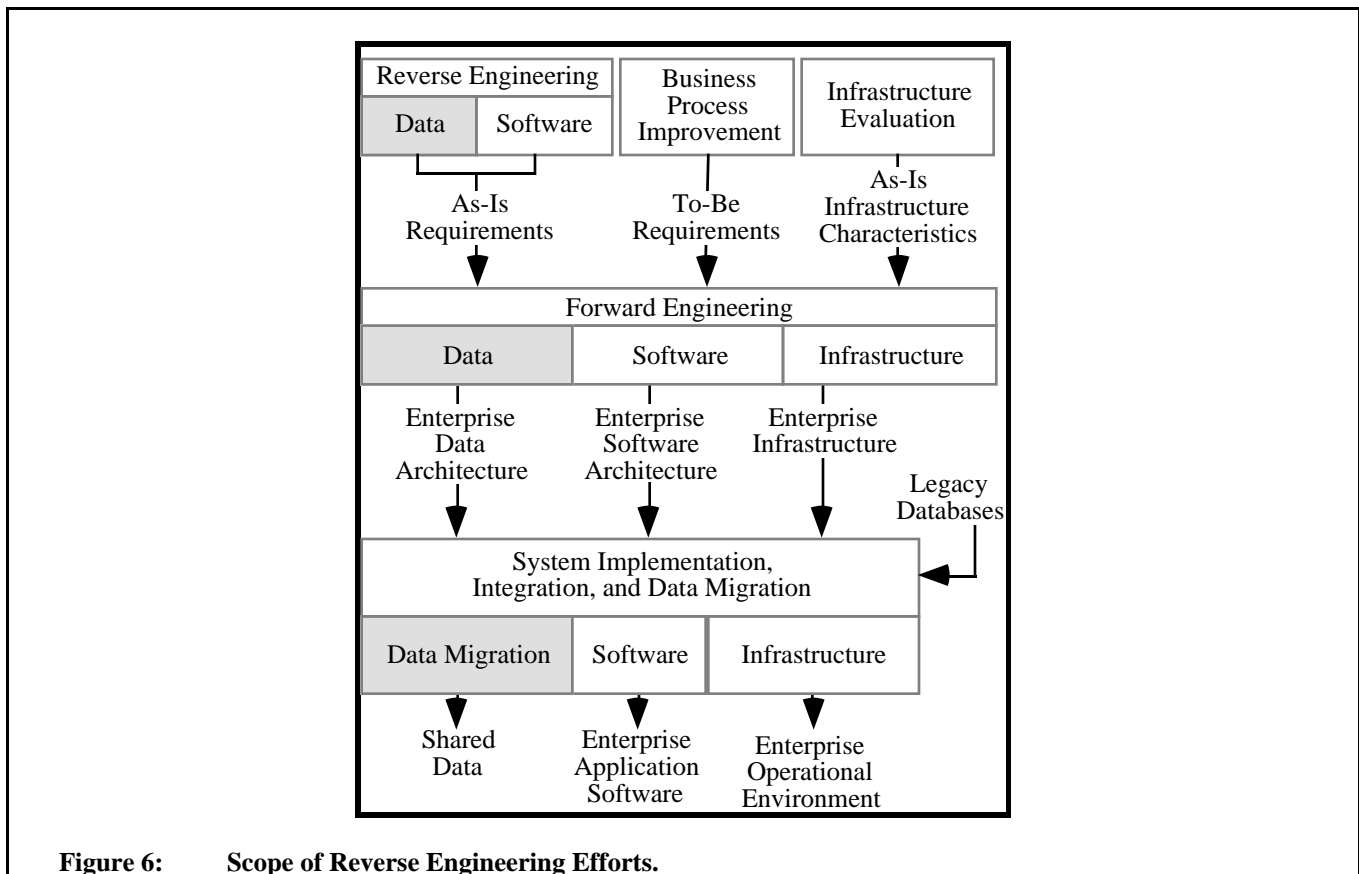 Reverse Engineering
Data
Software
Business
Process
Improvement
Infrastructure
Evaluation
As-Is
Requirements
To-Be
Requirements
As-Is
Infrastructure
Characteristics
Forward Engineering
Data
Software
Infrastructure
Enterprise
Data
Architecture
Enterprise
Software
Architecture
Enterprise
Infrastructure
Legacy
Databases
System Implementation,
Integration, and Data Migration
Data Migration
Software
Infrastructure
Shared
Data
Enterprise
Application
Software
Enterprise
Operational
Environment
Figure 6: Scope of Reverse Engineering Efforts.